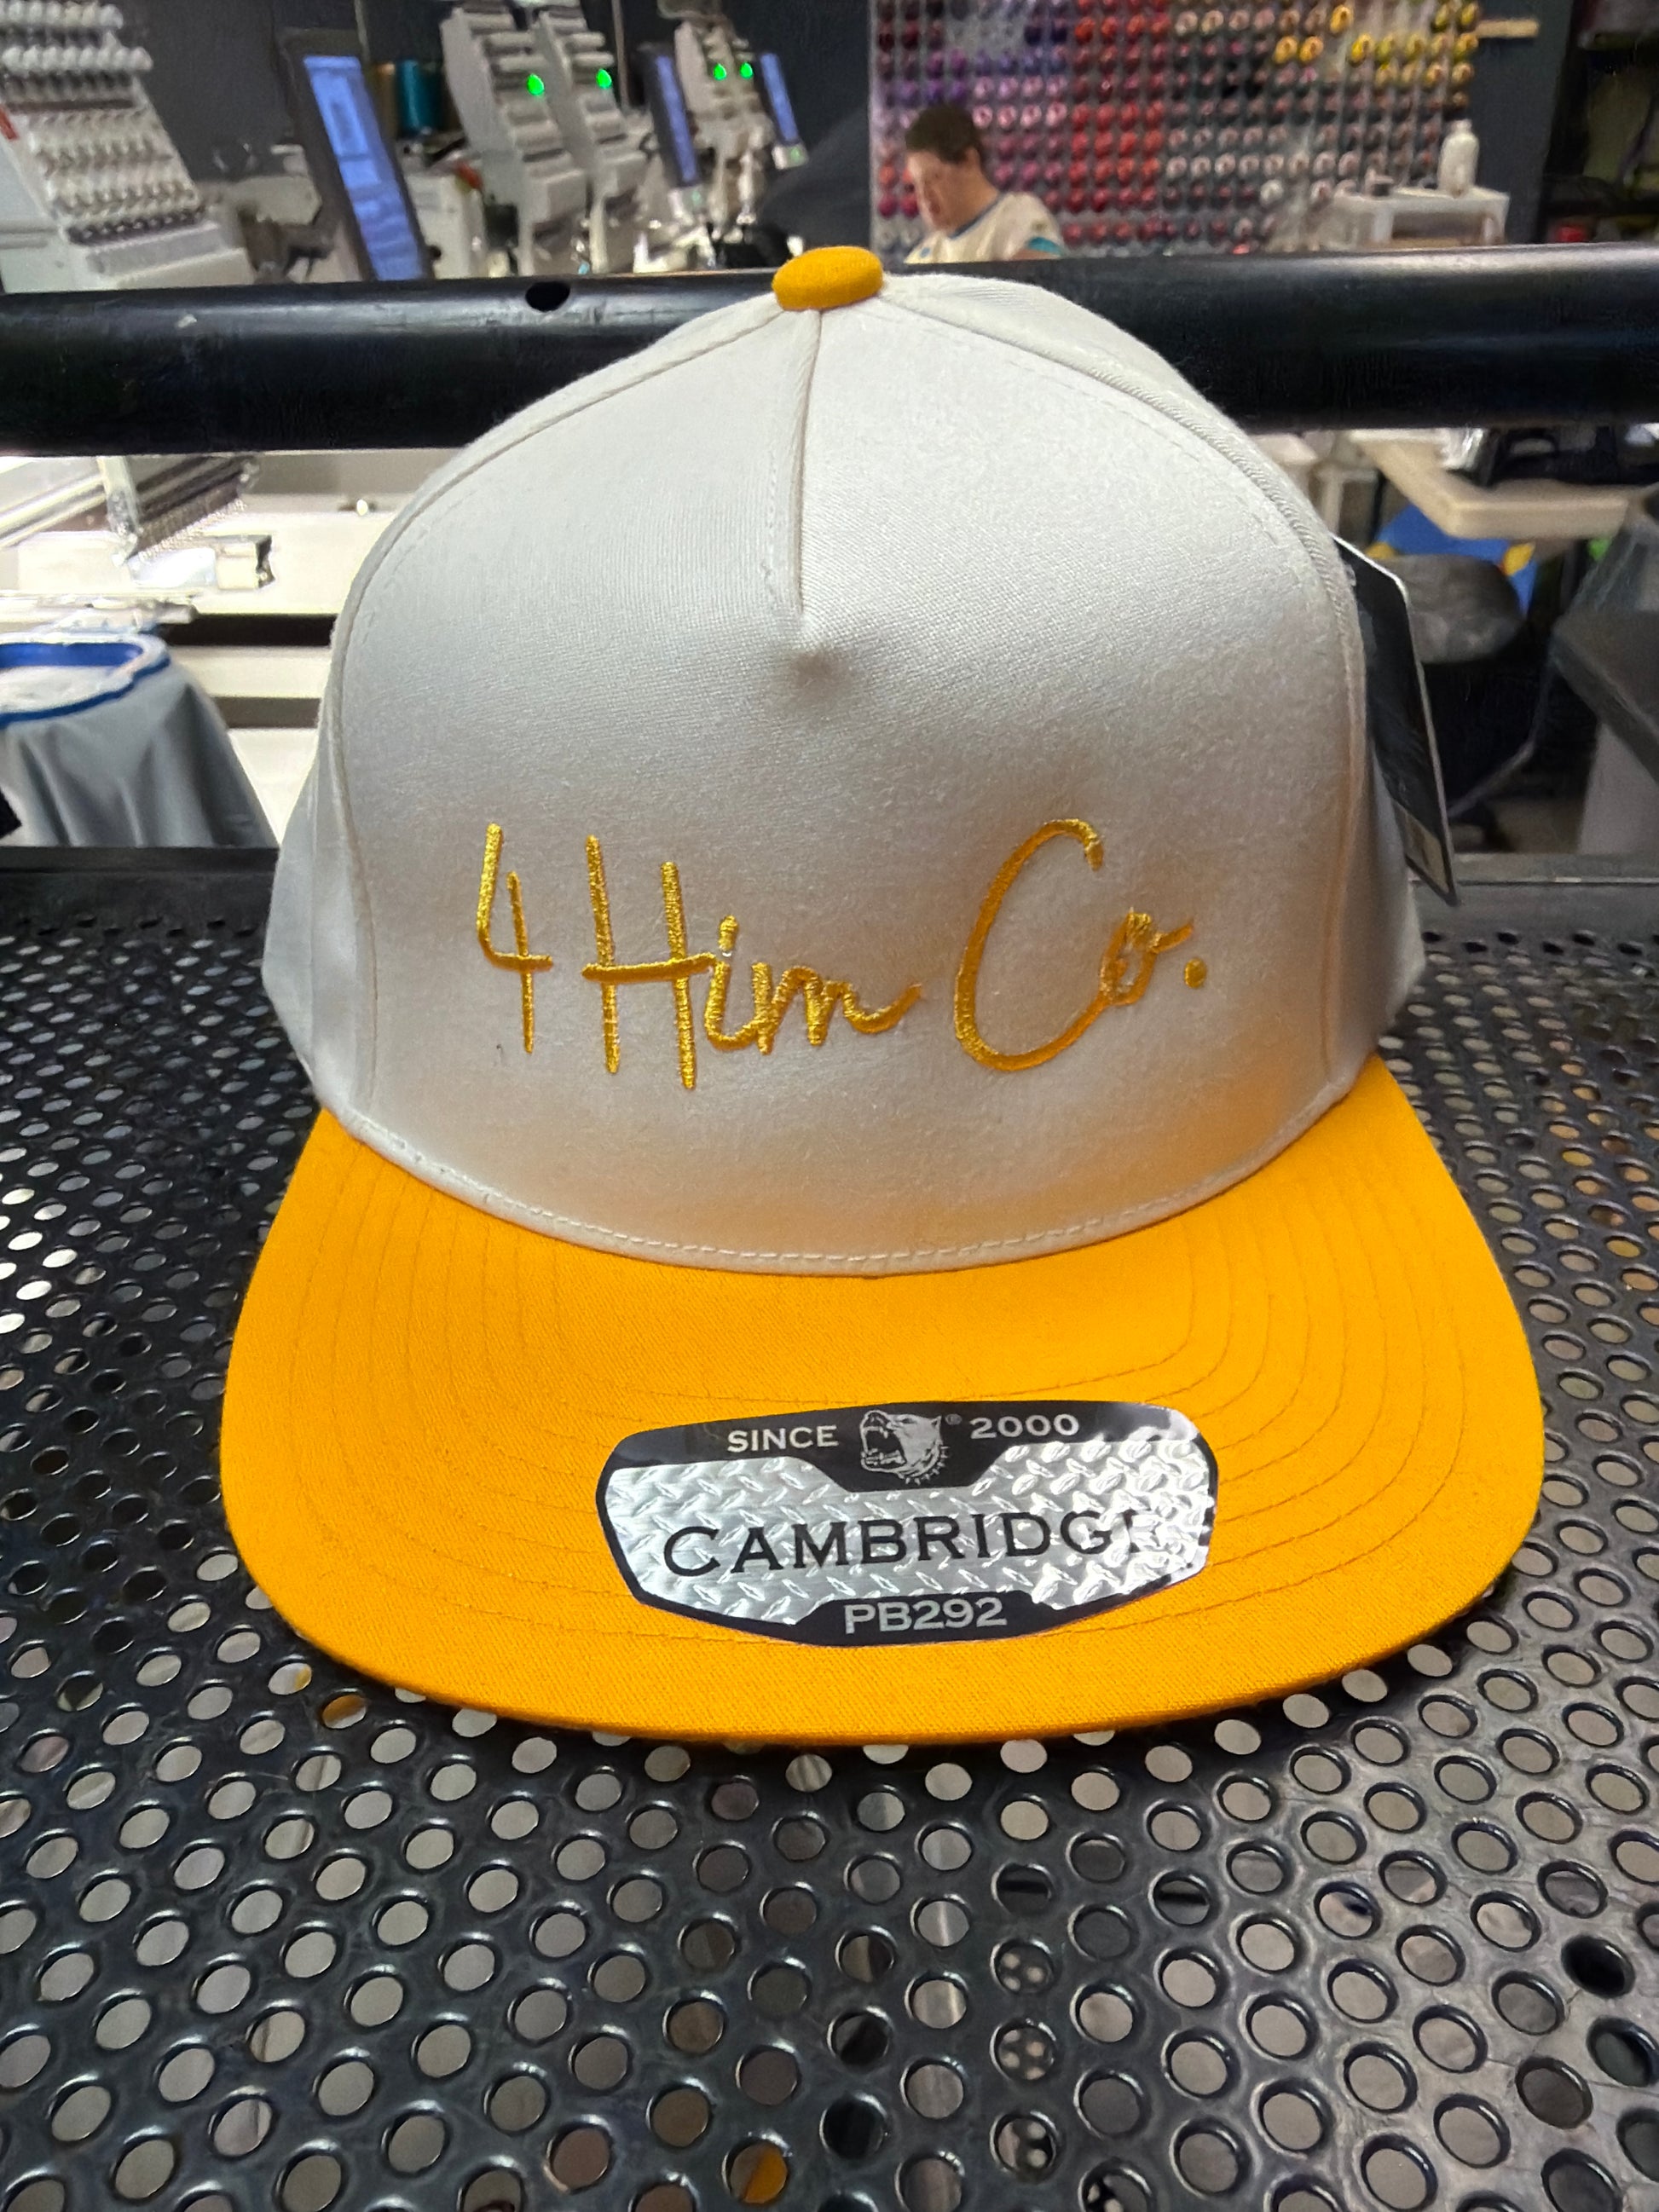 4 Him Co.
SINCE ® 2000
CAMBRIDGE
PB292